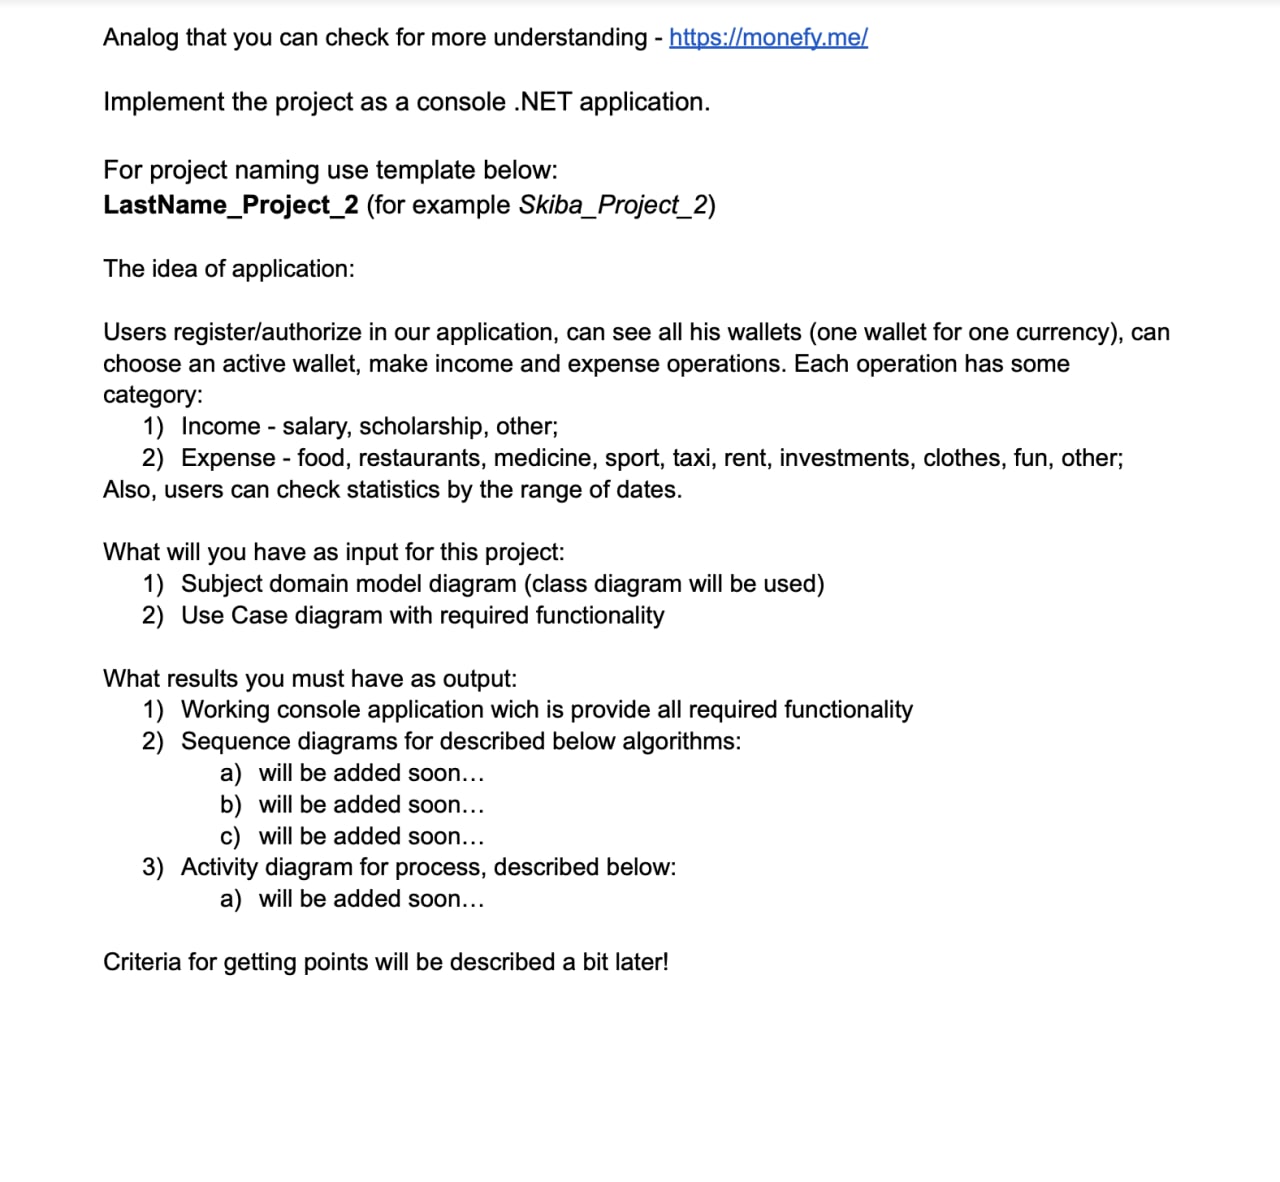 Analog that you can check for more understanding - https://monefy.me/
Implement the project as a console .NET application.
For project naming use template below:
LastName_Project_2 (for example Skiba_Project_2)
The idea of application:
Users register/authorize in our application, can see all his wallets (one wallet for one currency), can
choose an active wallet, make income and expense operations. Each operation has some
category:
1) Income - salary, scholarship, other;
2) Expense - food, restaurants, medicine, sport, taxi, rent, investments, clothes, fun, other;
Also, users can check statistics by the range of dates.
What will you have as input for this project:
1) Subject domain model diagram (class diagram will be used)
2) Use Case diagram with required functionality
What results you must have as output:
1) Working console application wich is provide all required functionality
2) Sequence diagrams for described below algorithms:
a) will be added soon...
b) will be added soon...
c) will be added soon...
3) Activity diagram for process, described below:
a) will be added soon...
Criteria for getting points will be described a bit later!